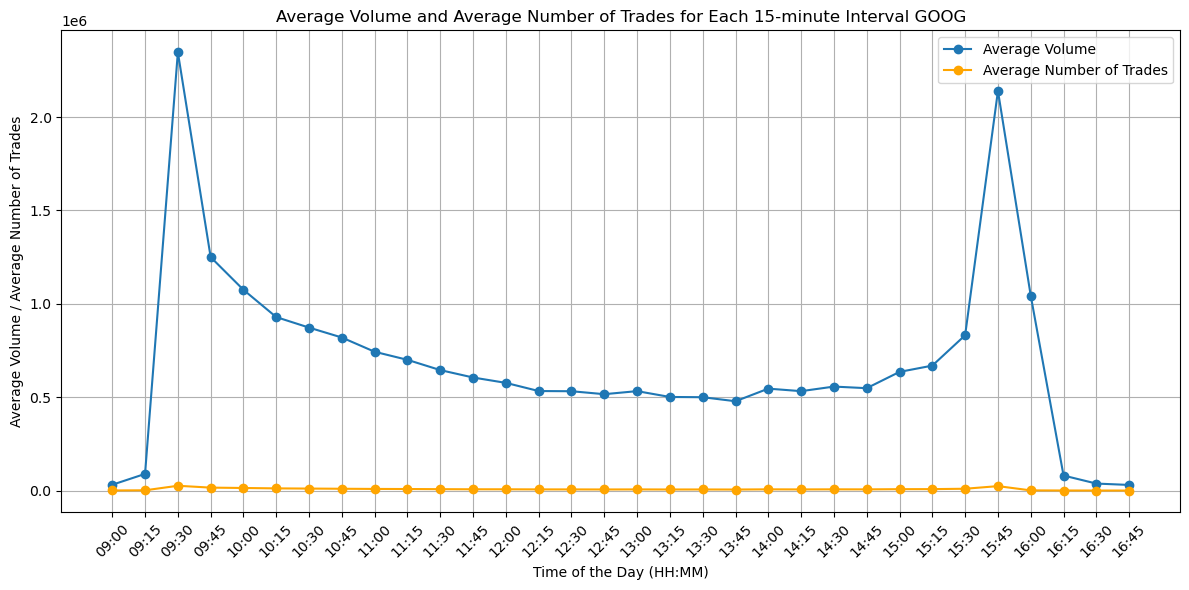 Average Volume and Average Number of Trades for Each 15-minute Interval GOOG
1e6
Average Volume
Average Number of Trades
Average Volume / Average Number of Trades
2.0
1.5
1.0
0.5
0.0
09:00 09:15 09:30 09:45 10:00 10:15 10:30 10:45 11:00 11:15 11:30 11:45 12:00 12:15 12:30 12:45 13:00 13:15 13:30 13:45 14:00 14:15 14:30 14:45 15:00 15:15 15:30 15:45 16:00 16:15 16:30 16:45
Time of the Day (HH:MM)